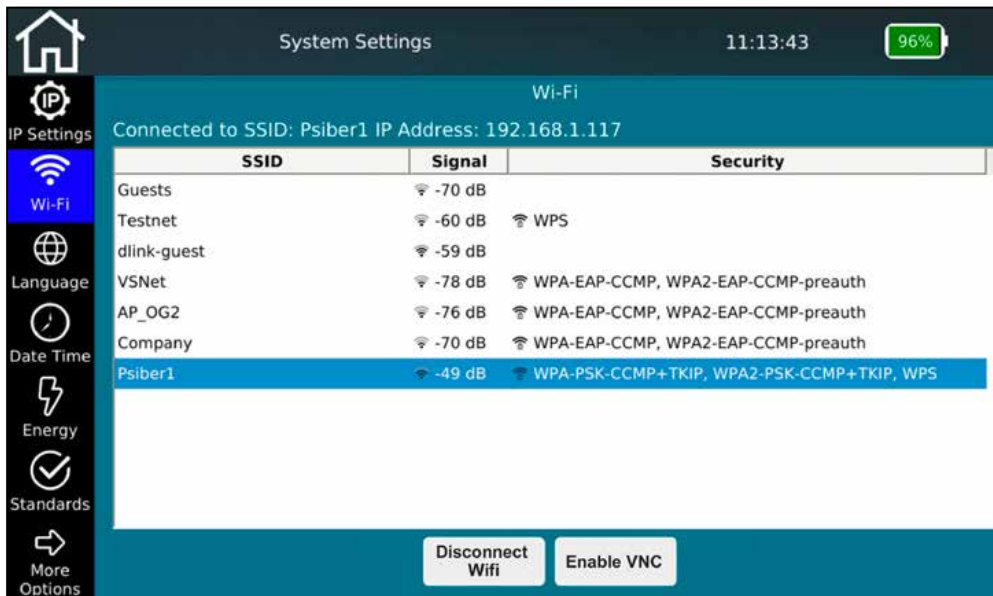 System Settings 11:13:43 96%
IP
IP Settings
Wi-Fi
Language
Date Time
Energy
Standards
More
Options
Wi-Fi
Connected to SSID: Psiber1 IP Address: 192.168.1.117
SSID Signal Security
Guests -70 dB
Testnet -60 dB WPS
dlink-guest -59 dB
VSNet -78 dB WPA-EAP-CCMP, WPA2-EAP-CCMP-preauth
AP_OG2 -76 dB WPA-EAP-CCMP, WPA2-EAP-CCMP-preauth
Company -70 dB WPA-EAP-CCMP, WPA2-EAP-CCMP-preauth
Psiber1 -49 dB WPA-PSK-CCMP+TKIP, WPA2-PSK-CCMP+TKIP, WPS
Disconnect
Wifi
Enable VNC